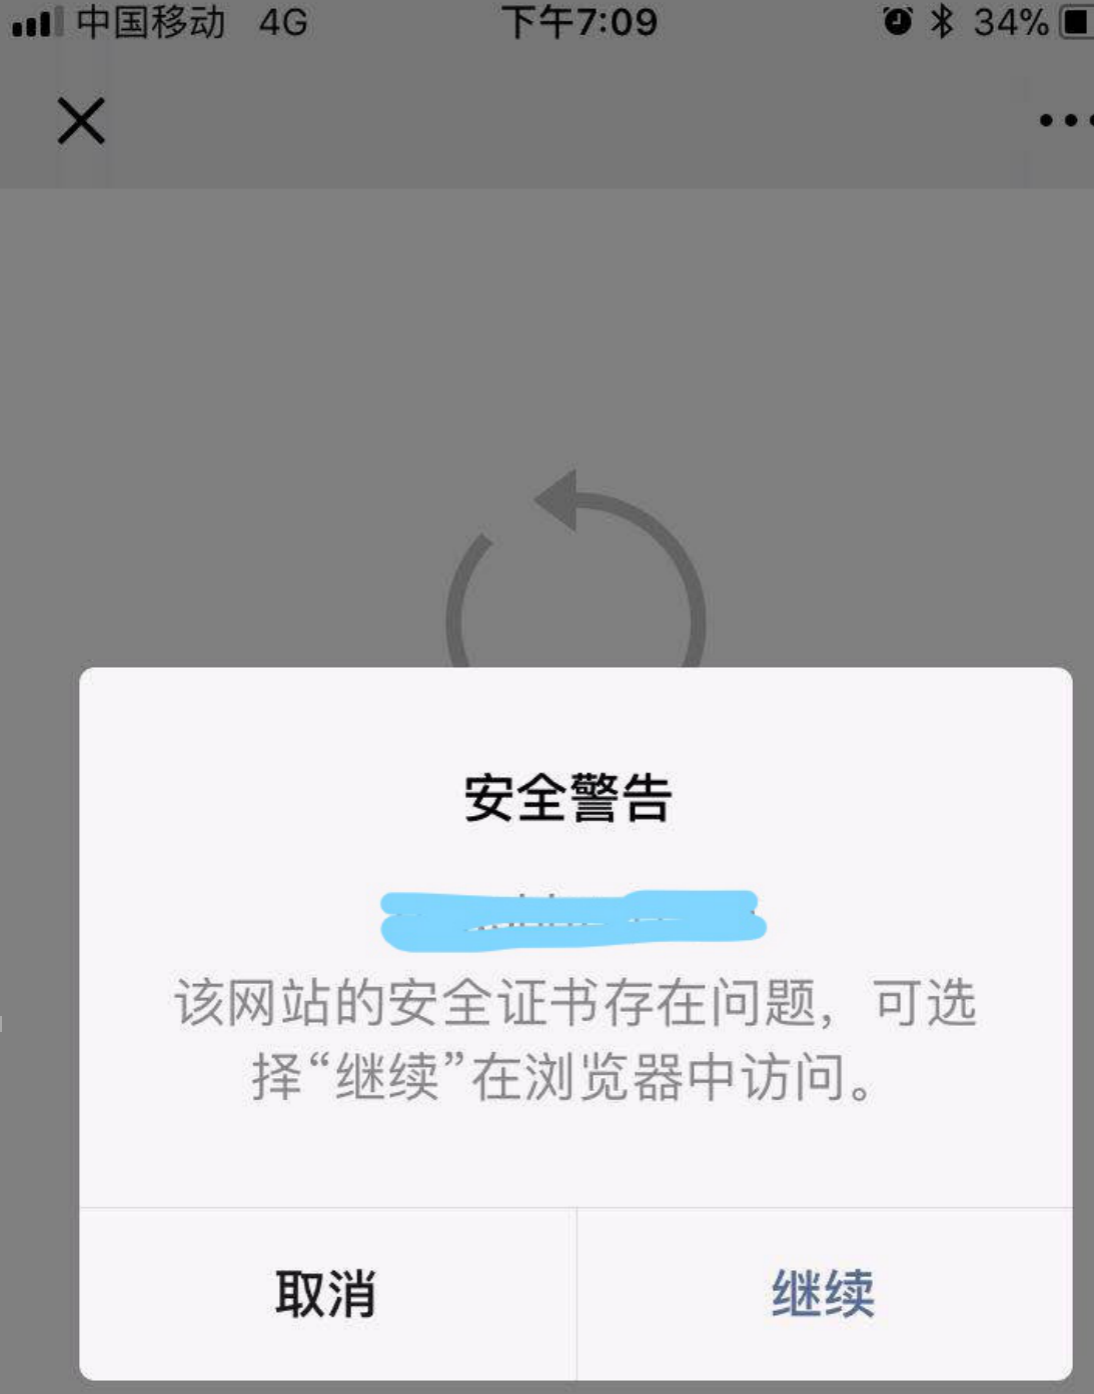 中国移动 4G 下午7:09 34%
安全警告
该网站的安全证书存在问题，可选
择“继续”在浏览器中访问。
取消 继续